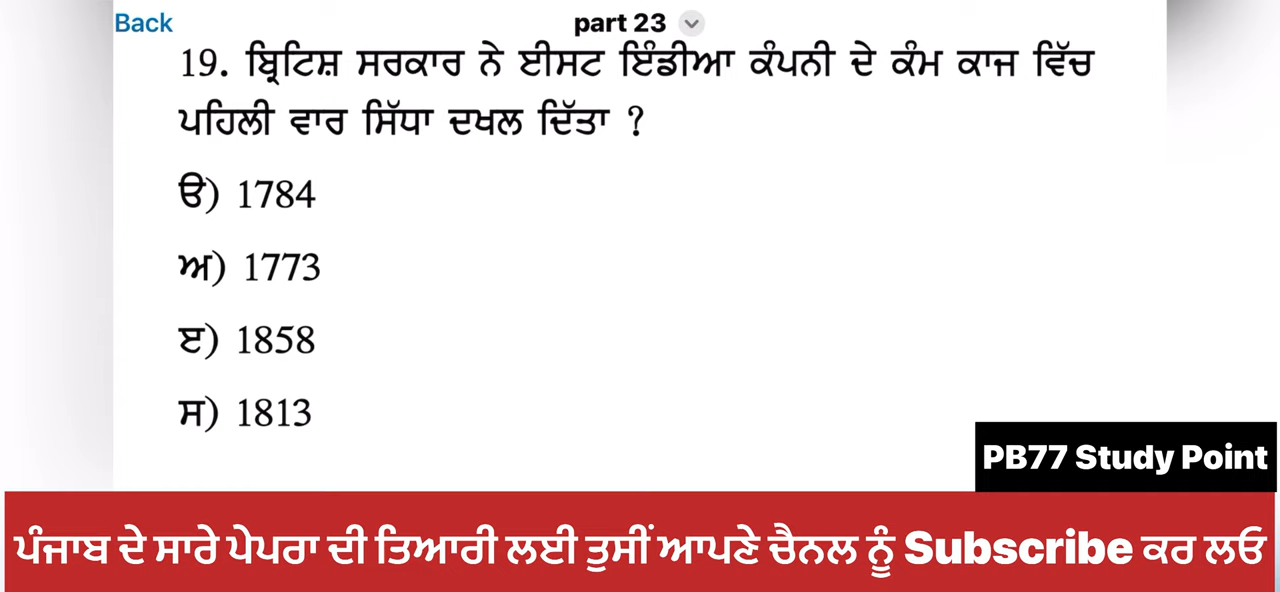 Back
part 23
19. ਬ੍ਰਿਟਿਸ਼ ਸਰਕਾਰ ਨੇ ਈਸਟ ਇੰਡੀਆ ਕੰਪਨੀ ਦੇ ਕੰਮ ਕਾਜ ਵਿੱਚ
ਪਹਿਲੀ ਵਾਰ ਸਿੱਧਾ ਦਖਲ ਦਿੱਤਾ ?
ੳ) 1784
ਅ) 1773
ੲ) 1858
ਸ) 1813
PB77 Study Point
ਪੰਜਾਬ ਦੇ ਸਾਰੇ ਪੇਪਰਾ ਦੀ ਤਿਆਰੀ ਲਈ ਤੁਸੀਂ ਆਪਣੇ ਚੈਨਲ ਨੂੰ Subscribe ਕਰ ਲਓ